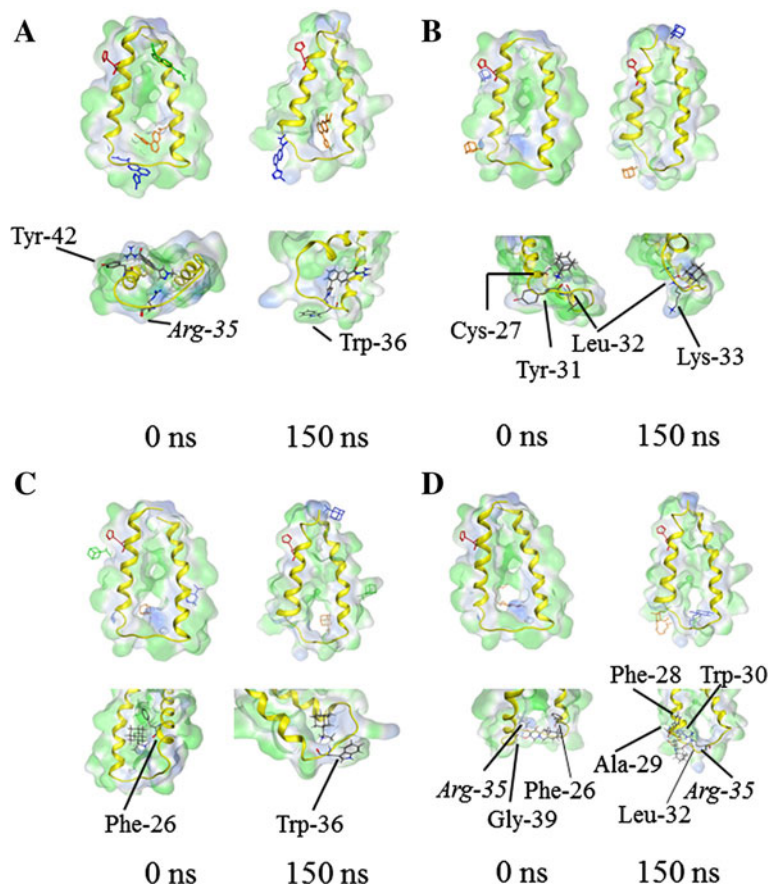 A
B
Tyr-42
Arg-35
Trp-36
Cys-27
Tyr-31
Leu-32
Lys-33
0 ns
150 ns
0 ns
150 ns
C
D
Phe-26
Trp-36
Phe-28
Trp-30
Ala-29
Arg-35
Leu-32
Arg-35
Phe-26
Gly-39
0 ns
150 ns
0 ns
150 ns